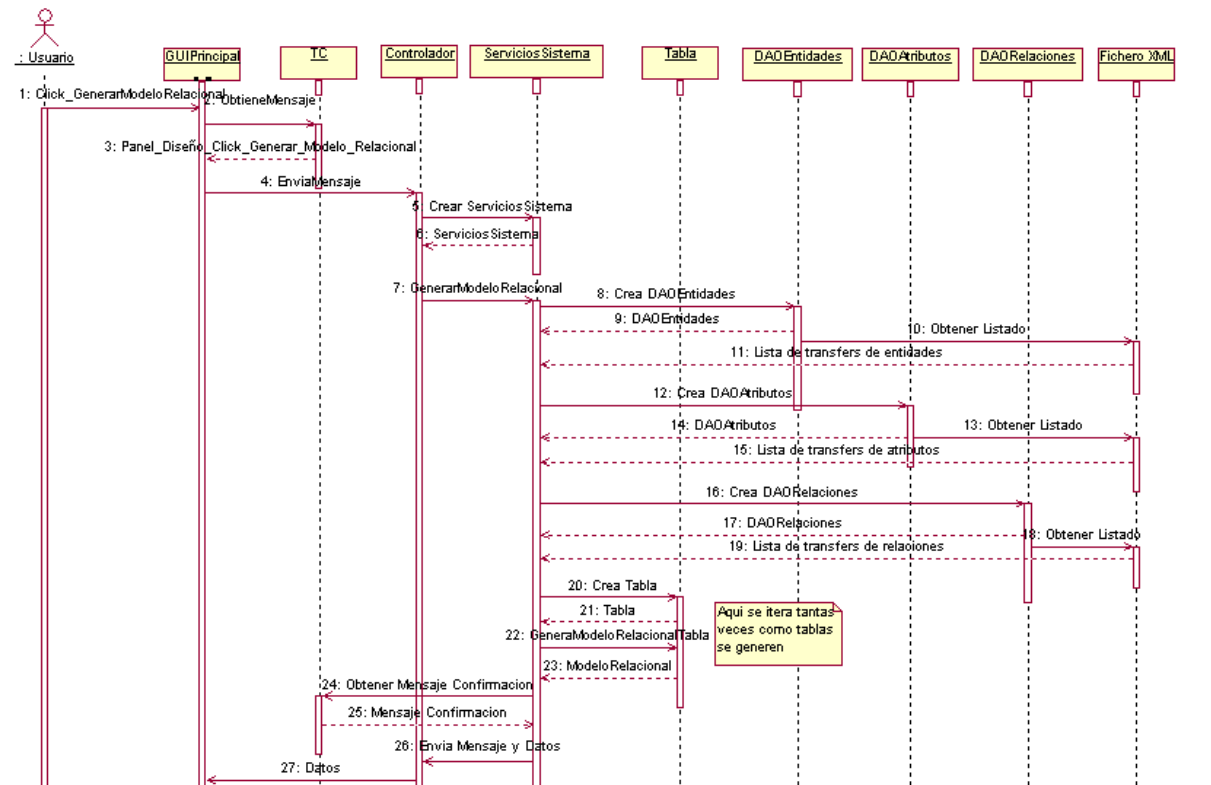 : Usuario
GUIPrincipal
TC
Controlador
ServiciosSistema
Tabla
DAOEntidades
DAOAtributos
DAORelaciones
Fichero XML
1: Click_GenerarModeloRelacional
2: ObtieneMensaje
3: Panel_Diseño_Click_Generar_Modelo_Relacional
4: EnviaMensaje
5: Crear ServiciosSistema
6: ServiciosSistema
7: GenerarModeloRelacional
8: Crea DAOEntidades
9: DAOEntidades
10: Obtener Listado
11: Lista de transfers de entidades
12: Crea DAOAtributos
13: Obtener Listado
14: DAOAtributos
15: Lista de transfers de atributos
16: Crea DAORelaciones
17: DAORelaciones
18: Obtener Listado
19: Lista de transfers de relaciones
20: Crea Tabla
21: Tabla
Aqui se itera tantas
veces como tablas
se generen
22: GeneraModeloRelacionalTabla
23: ModeloRelacional
24: Obtener Mensaje Confirmacion
25: Mensaje Confirmacion
26: Envia Mensaje y Datos
27: Datos